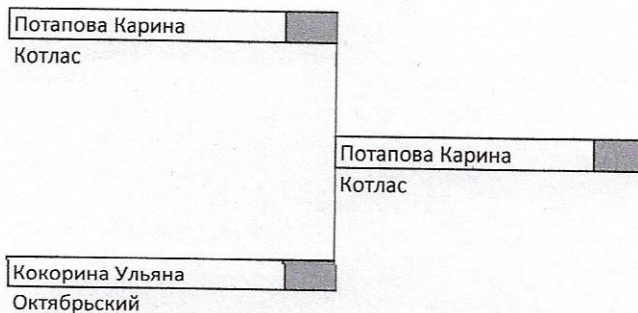 Потапова Карина
Котлас
Потапова Карина
Котлас
Кокорина Ульяна
Октябрьский